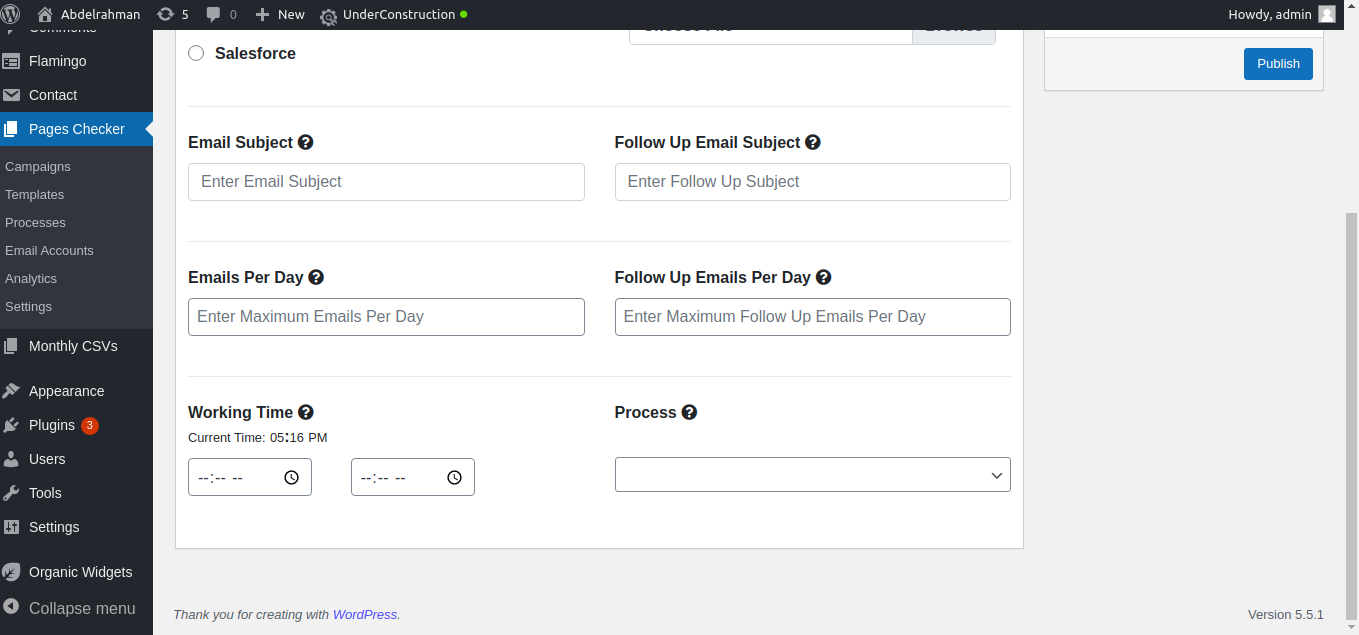 Abdelrahman 5 0 New UnderConstruction Howdy, admin
Comments
Flamingo
Contact
Pages Checker
Campaigns
Templates
Processes
Email Accounts
Analytics
Settings
Monthly CSVs
Appearance
Plugins 3
Users
Tools
Settings
Organic Widgets
Collapse menu
Choose File Browse
Salesforce
Publish
Email Subject
Enter Email Subject
Follow Up Email Subject
Enter Follow Up Subject
Emails Per Day
Enter Maximum Emails Per Day
Follow Up Emails Per Day
Enter Maximum Follow Up Emails Per Day
Working Time
Current Time: 05:16 PM
--:-- -- --:-- --
Process
Thank you for creating with WordPress.
Version 5.5.1